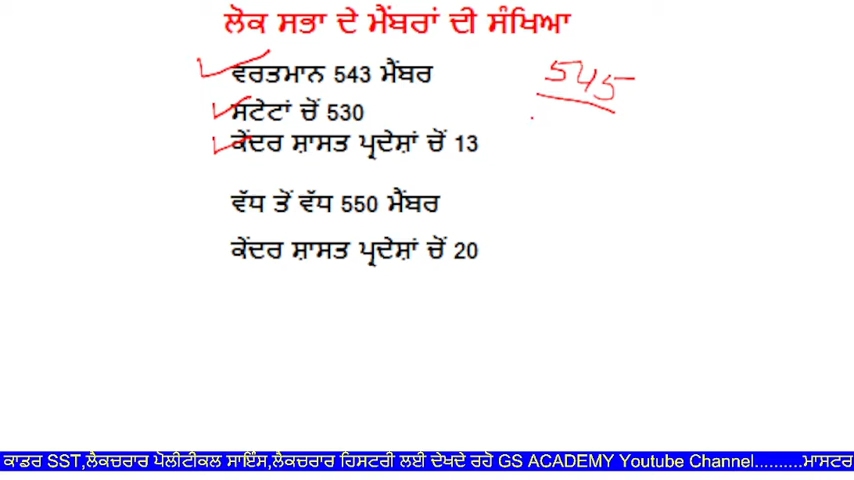 ਲੋਕ ਸਭਾ ਦੇ ਮੈਂਬਰਾਂ ਦੀ ਸੰਖਿਆ
ਵਰਤਮਾਨ 543 ਮੈਂਬਰ
545
ਸਟੇਟਾਂ ਚੋਂ 530
ਕੇਂਦਰ ਸ਼ਾਸਤ ਪ੍ਰਦੇਸ਼ਾਂ ਚੋਂ 13
ਵੱਧ ਤੋਂ ਵੱਧ 550 ਮੈਂਬਰ
ਕੇਂਦਰ ਸ਼ਾਸਤ ਪ੍ਰਦੇਸ਼ਾਂ ਚੋਂ 20
ਕਾਡਰ SST,ਲੈਕਚਰਾਰ ਪੋਲੀਟੀਕਲ ਸਾਇੰਸ,ਲੈਕਚਰਾਰ ਹਿਸਟਰੀ ਲਈ ਦੇਖਦੇ ਰਹੋ GS ACADEMY Youtube Channel..........ਮਾਸਟਰ